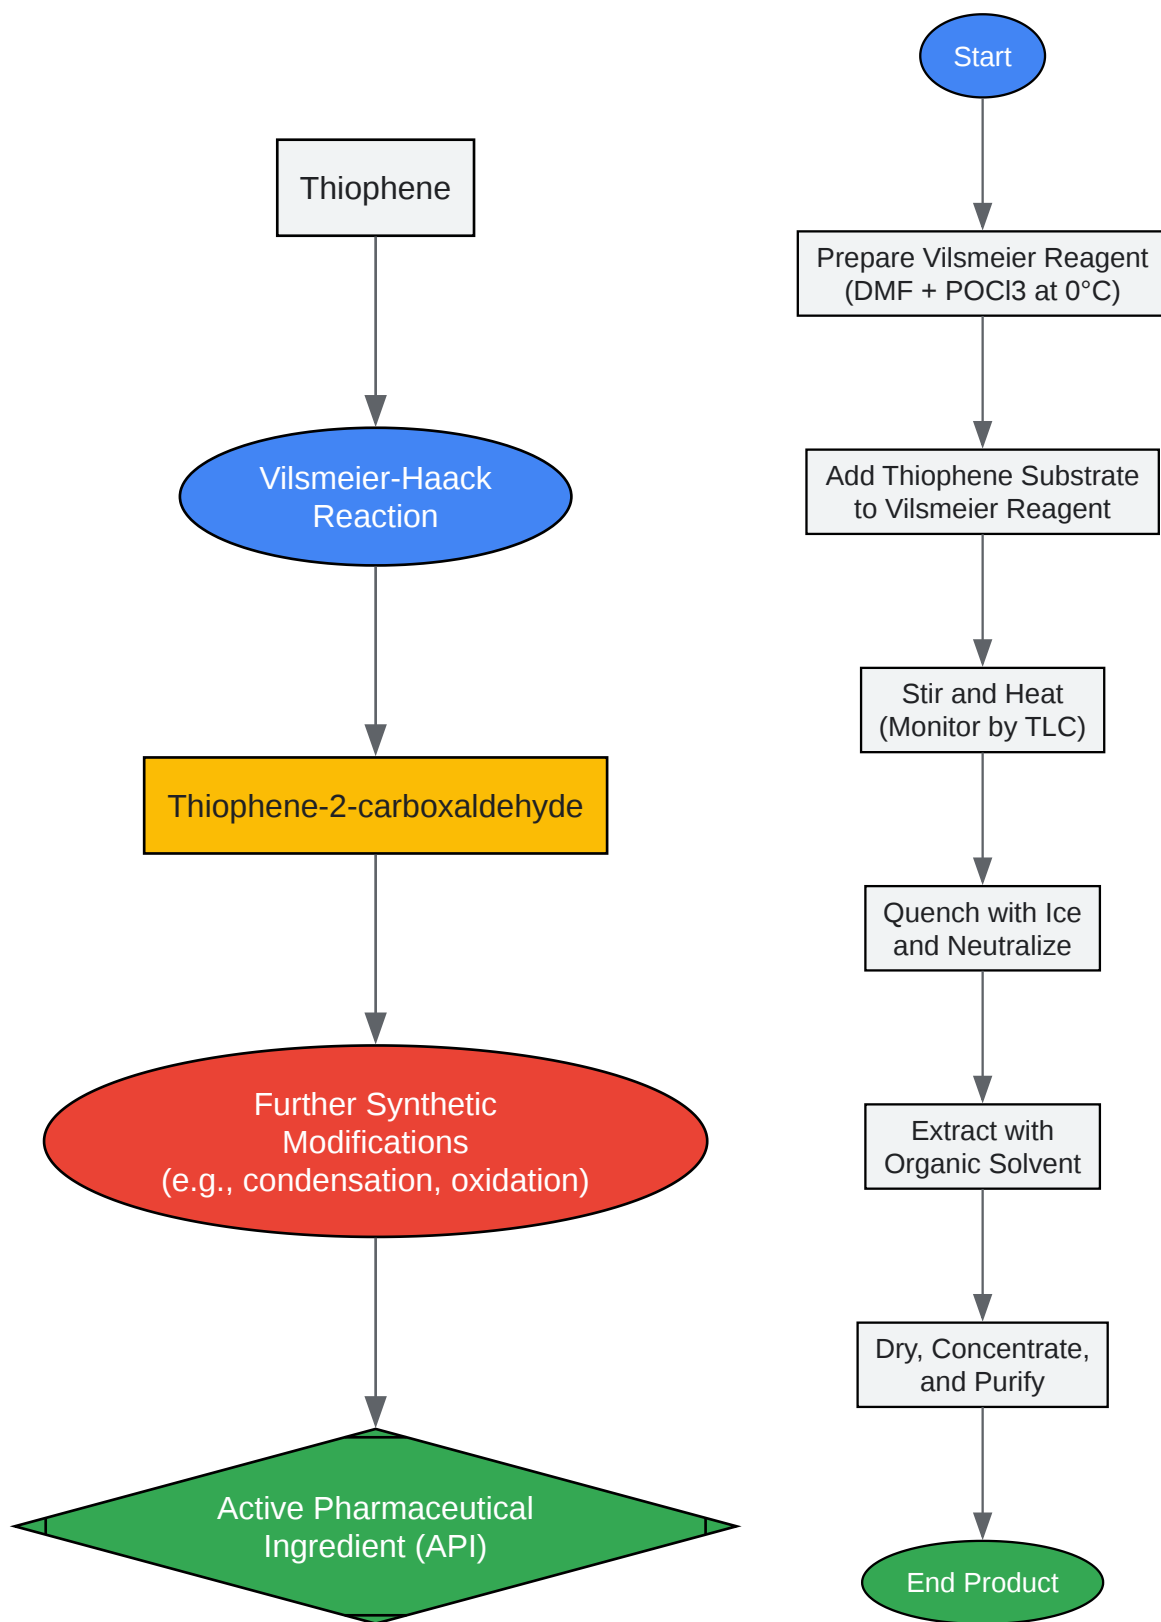 Thiophene
Vilsmeier-Haack
Reaction
Thiophene-2-carboxaldehyde
Further Synthetic
Modifications
(e.g., condensation, oxidation)
Active Pharmaceutical
Ingredient (API)
Start
Prepare Vilsmeier Reagent
(DMF + POCl3 at 0°C)
Add Thiophene Substrate
to Vilsmeier Reagent
Stir and Heat
(Monitor by TLC)
Quench with Ice
and Neutralize
Extract with
Organic Solvent
Dry, Concentrate,
and Purify
End Product